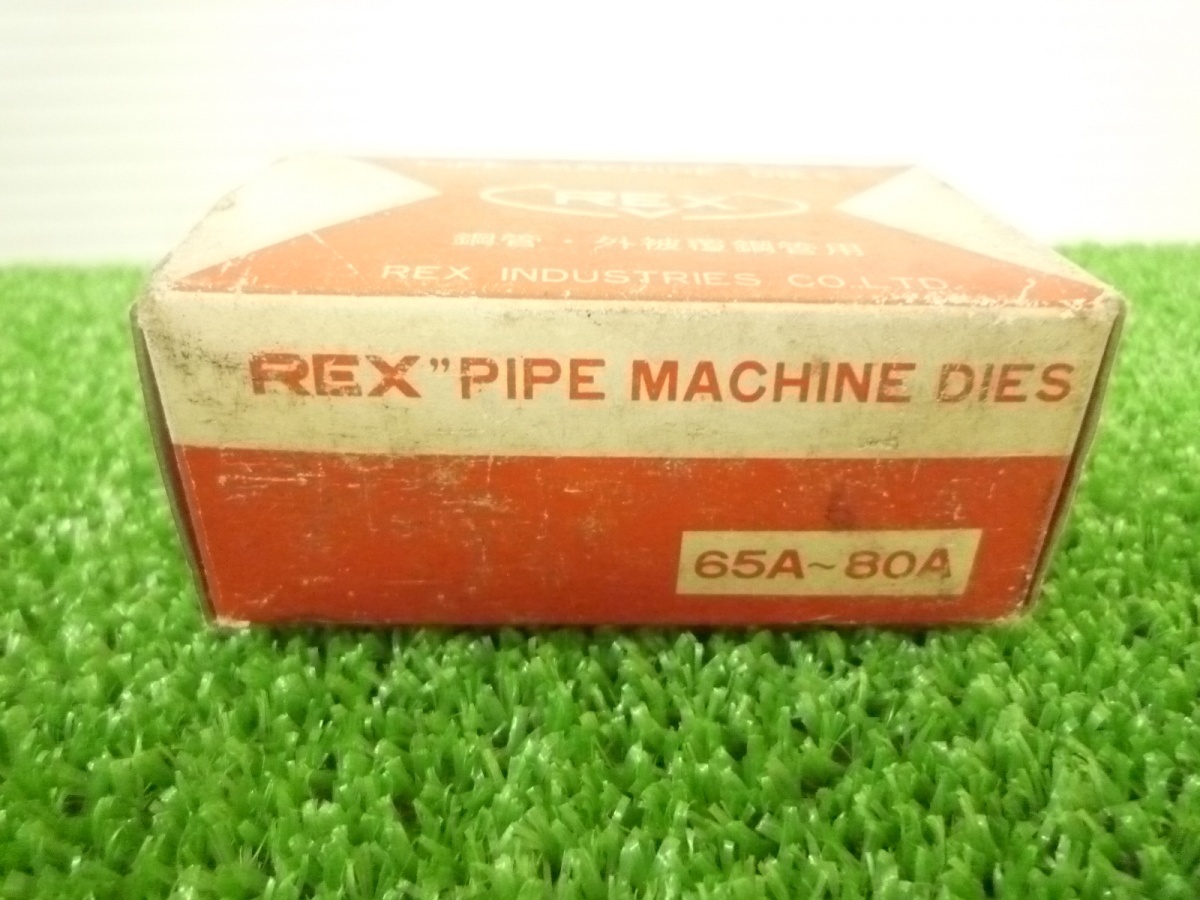 REX
鋼管・外被覆鋼管用
REX INDUSTRIES CO.LTD.
REX" PIPE MACHINE DIES
65A~80A